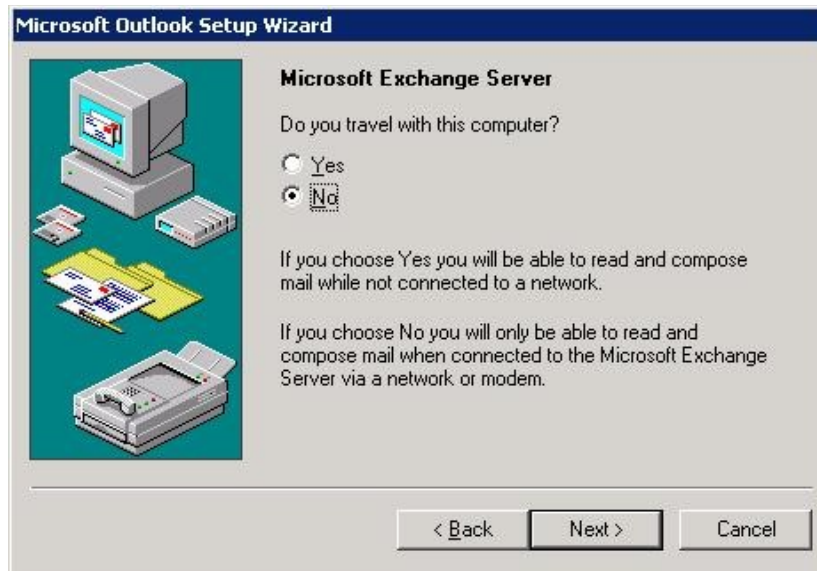 Microsoft Outlook Setup Wizard
Microsoft Exchange Server
Do you travel with this computer?
Yes
No
If you choose Yes you will be able to read and compose
mail while not connected to a network.
If you choose No you will only be able to read and
compose mail when connected to the Microsoft Exchange
Server via a network or modem.
< Back
Next >
Cancel